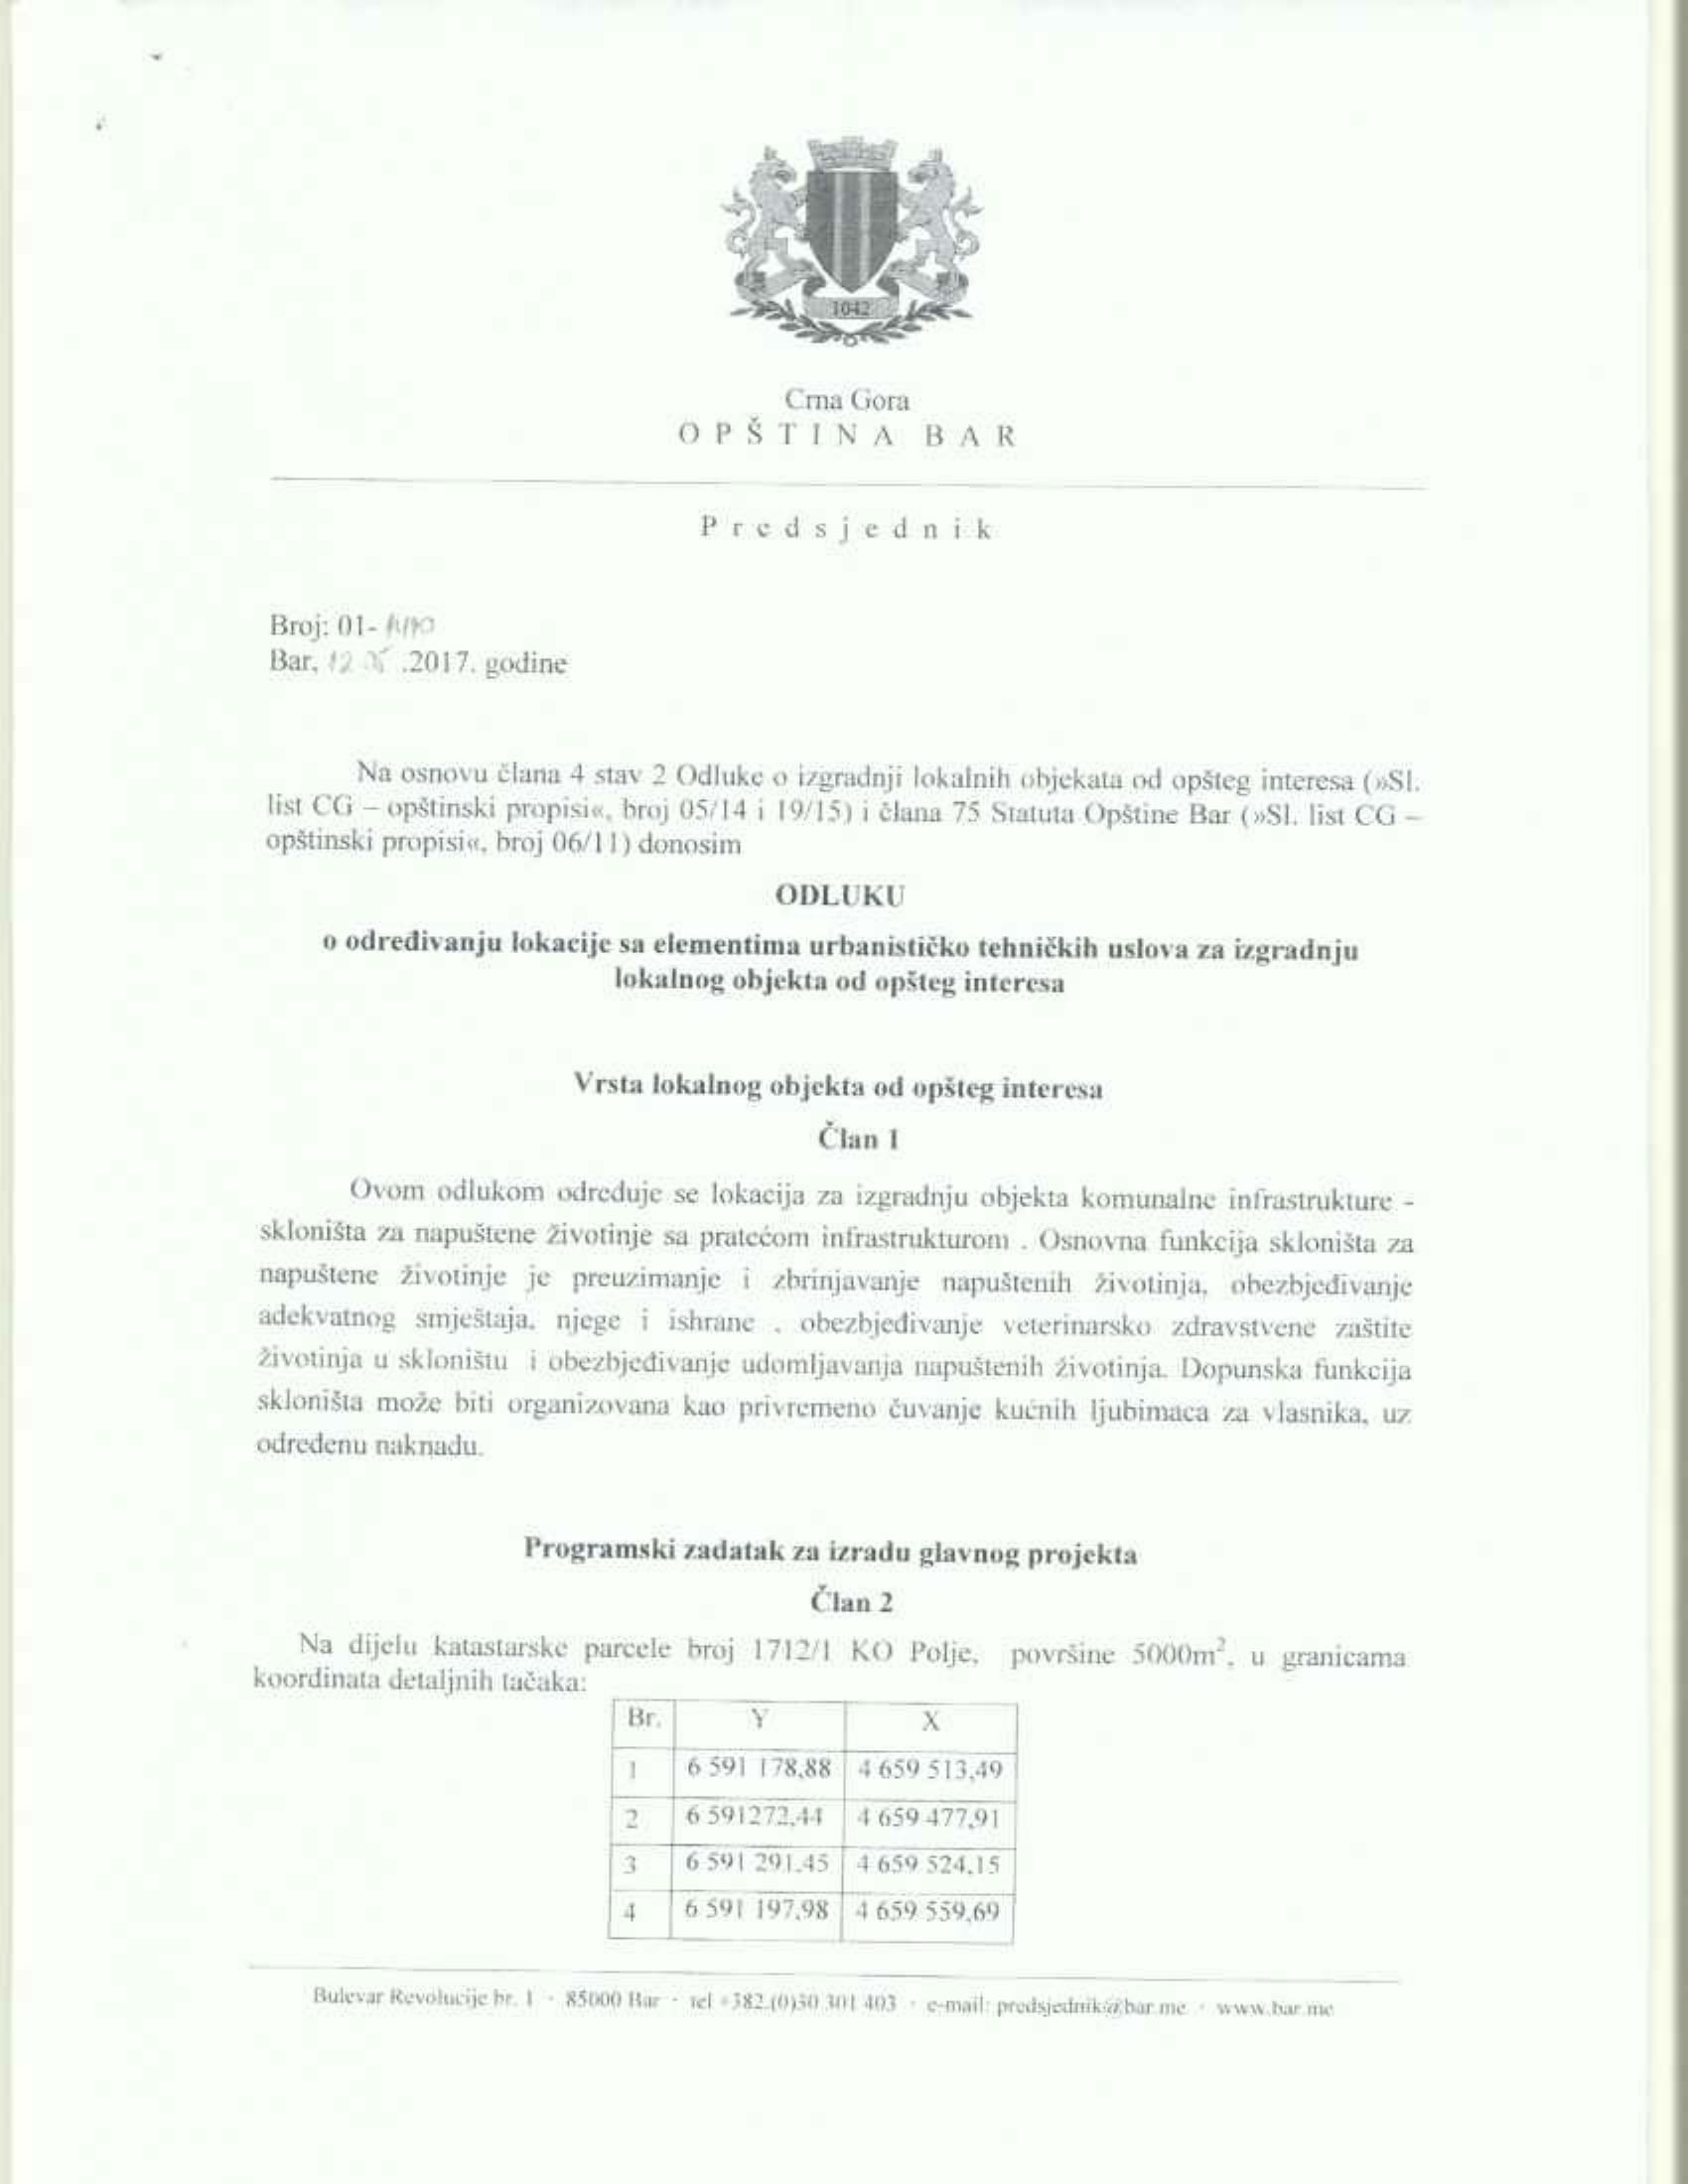 1042
Crna Gora
OPŠTINA BAR
Predsjednik
Broj: 01-
Bar, 12 .2017. godine
Na osnovu člana 4 stav 2 Odluke o izgradnji lokalnih objekata od opšteg interesa (»Sl.
list CG – opštinski propisi«, broj 05/14 i 19/15) i člana 75 Statuta Opštine Bar (»Sl. list CG –
opštinski propisi«, broj 06/11) donosim
ODLUKU
o određivanju lokacije sa elementima urbanističko tehničkih uslova za izgradnju
lokalnog objekta od opšteg interesa
Vrsta lokalnog objekta od opšteg interesa
Član 1
Ovom odlukom određuje se lokacija za izgradnju objekta komunalne infrastrukture -
skloništa za napuštene životinje sa pratećom infrastrukturom . Osnovna funkcija skloništa za
napuštene životinje je preuzimanje i zbrinjavanje napuštenih životinja, obezbjeđivanje
adekvatnog smještaja, njege i ishrane , obezbjeđivanje veterinarsko zdravstvene zaštite
životinja u skloništu i obezbjeđivanje udomljavanja napuštenih životinja. Dopunska funkcija
skloništa može biti organizovana kao privremeno čuvanje kućnih ljubimaca za vlasnika, uz
određenu naknadu.
Programski zadatak za izradu glavnog projekta
Član 2
Na dijelu katastarske parcele broj 1712/1 KO Polje, površine 5000m², u granicama
koordinata detaljnih tačaka:
Br. Y X
1 6 591 178,88 4 659 513,49
2 6 591272,44 4 659 477,91
3 6 591 291,45 4 659 524,15
4 6 591 197,98 4 659 559,69
Bulevar Revolucije br. 1 · 85000 Bar · tel +382.(0)30 301 403 · e-mail: predsjednik@bar.me · www.bar.me